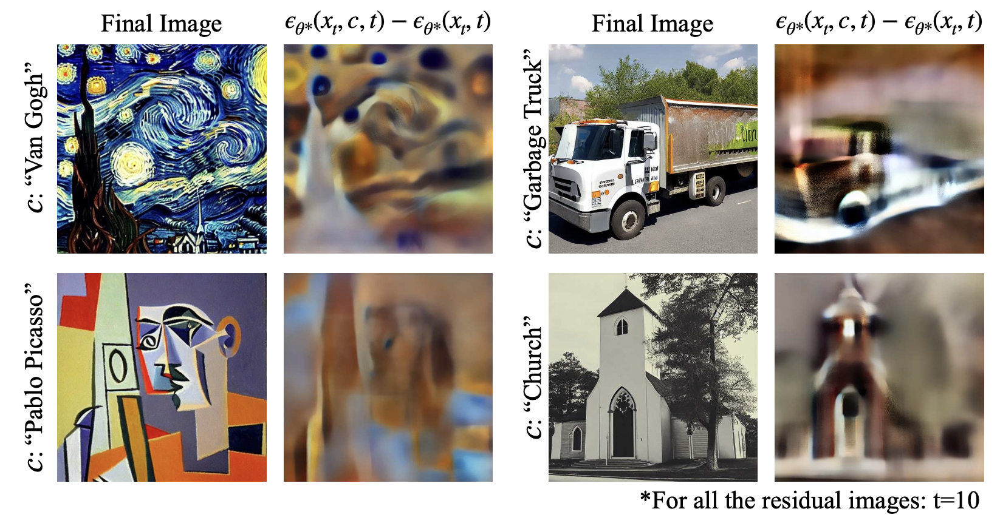 Final Image
ϵθ*(xₜ, c, t) − ϵθ*(xₜ, t)
Final Image
ϵθ*(xₜ, c, t) − ϵθ*(xₜ, t)
c: “Van Gogh”
c: “Garbage Truck”
c: “Pablo Picasso”
c: “Church”
*For all the residual images: t=10